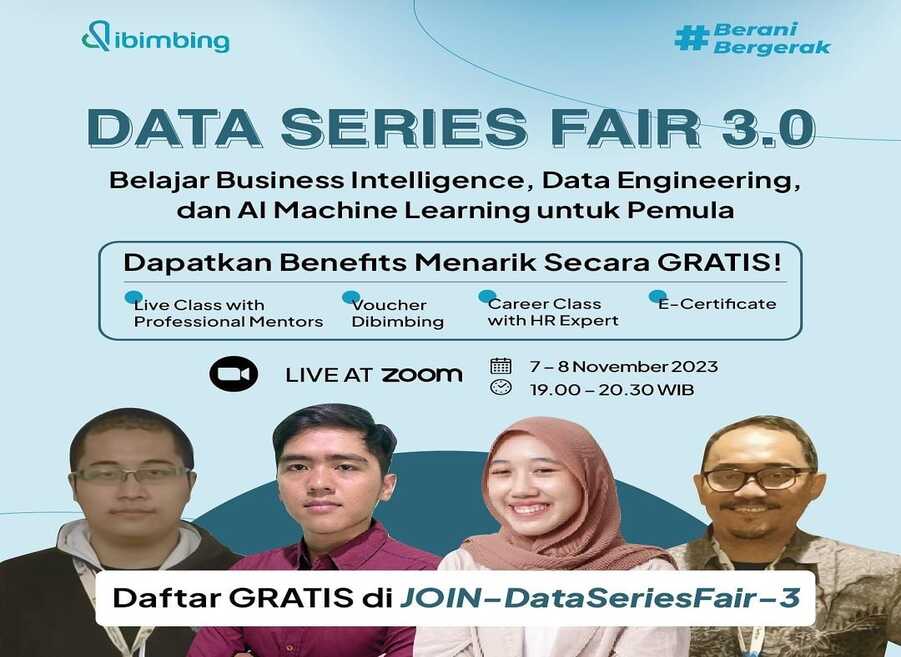 dibimbing
#Berani
Bergerak
DATA SERIES FAIR 3.0
Belajar Business Intelligence, Data Engineering,
dan AI Machine Learning untuk Pemula
Dapatkan Benefits Menarik Secara GRATIS!
Live Class with
Professional Mentors
Voucher
Dibimbing
Career Class
with HR Expert
E-Certificate
LIVE AT zoom
7 – 8 November 2023
19.00 – 20.30 WIB
Daftar GRATIS di JOIN-DataSeriesFair-3